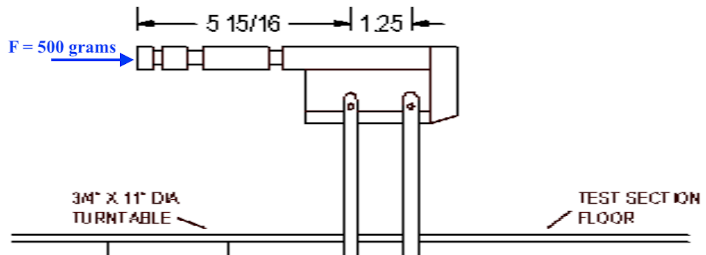 5 15/16
1.25
F = 500 grams
3/4" X 11" DIA
TURNTABLE
TEST SECTION
FLOOR